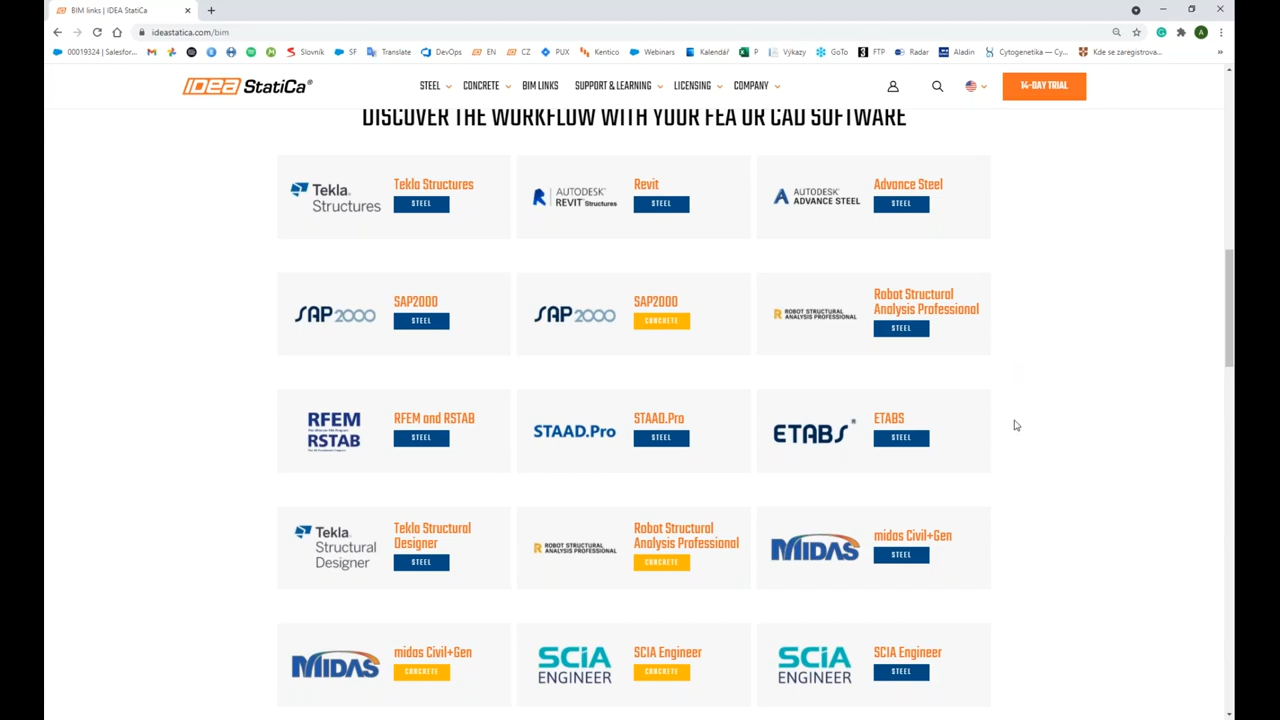 BIM links | IDEA StatiCa
ideastatica.com/bim
00019324 | Salesfor...
Slovník
SF
Translate
DevOps
EN
CZ
PUX
Kentico
Webinars
Kalendář
P
Výkazy
GoTo
FTP
Radar
Aladin
Cytogenetika — Cy...
Kde se zaregistrova...
A
IDEA StatiCa®
STEEL
CONCRETE
BIM LINKS
SUPPORT & LEARNING
LICENSING
COMPANY
14-DAY TRIAL
DISCOVER THE WORKFLOW WITH YOUR FEA OR CAD SOFTWARE
Tekla®
Structures
Tekla Structures
STEEL
AUTODESK®
REVIT® Structures
Revit
STEEL
AUTODESK®
ADVANCE STEEL
Advance Steel
STEEL
SAP2000
SAP2000
STEEL
SAP2000
SAP2000
CONCRETE
ROBOT STRUCTURAL
ANALYSIS PROFESSIONAL
Robot Structural
Analysis Professional
STEEL
RFEM
RSTAB
RFEM and RSTAB
STEEL
STAAD.Pro
STAAD.Pro
STEEL
ETABS®
ETABS
STEEL
Tekla®
Structural
Designer
Tekla Structural
Designer
STEEL
ROBOT STRUCTURAL
ANALYSIS PROFESSIONAL
Robot Structural
Analysis Professional
CONCRETE
MIDAS
midas Civil+Gen
STEEL
MIDAS
midas Civil+Gen
CONCRETE
SCIA
ENGINEER
SCIA Engineer
CONCRETE
SCIA
ENGINEER
SCIA Engineer
STEEL